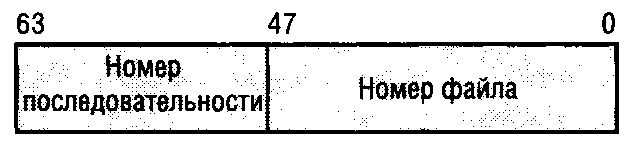 63 47 0
Номер
последовательности
Номер файла